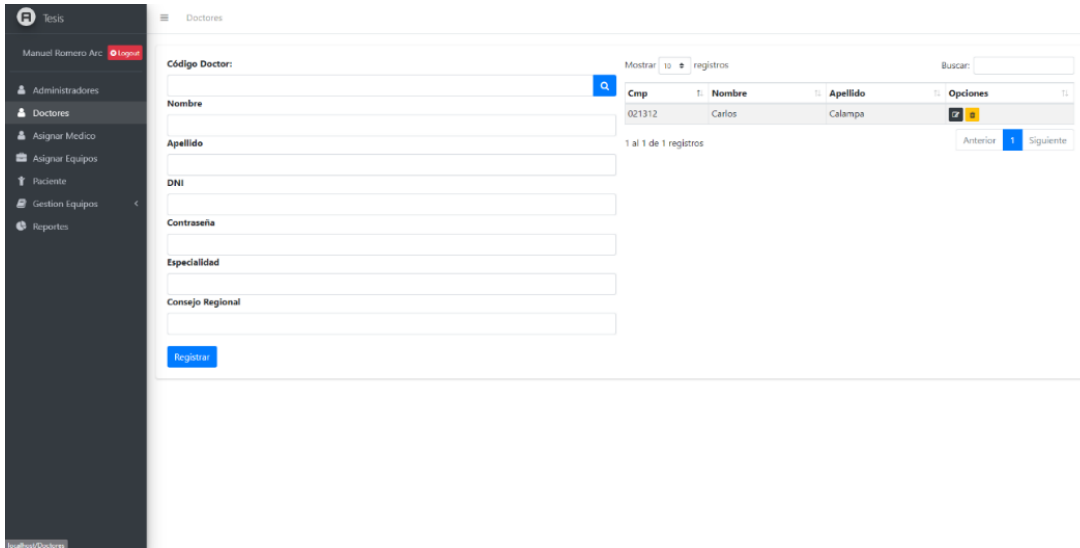 Tesis
Doctores
Manuel Romero Arc Logout
Administradores
Doctores
Asignar Medico
Asignar Equipos
Paciente
Gestion Equipos
Reportes
Código Doctor:
Nombre
Apellido
DNI
Contraseña
Especialidad
Consejo Regional
Registrar
Mostrar 10 registros
Buscar:
Cmp Nombre Apellido Opciones
021312 Carlos Calampa
1 al 1 de 1 registros
Anterior 1 Siguiente
localhost/Doctores